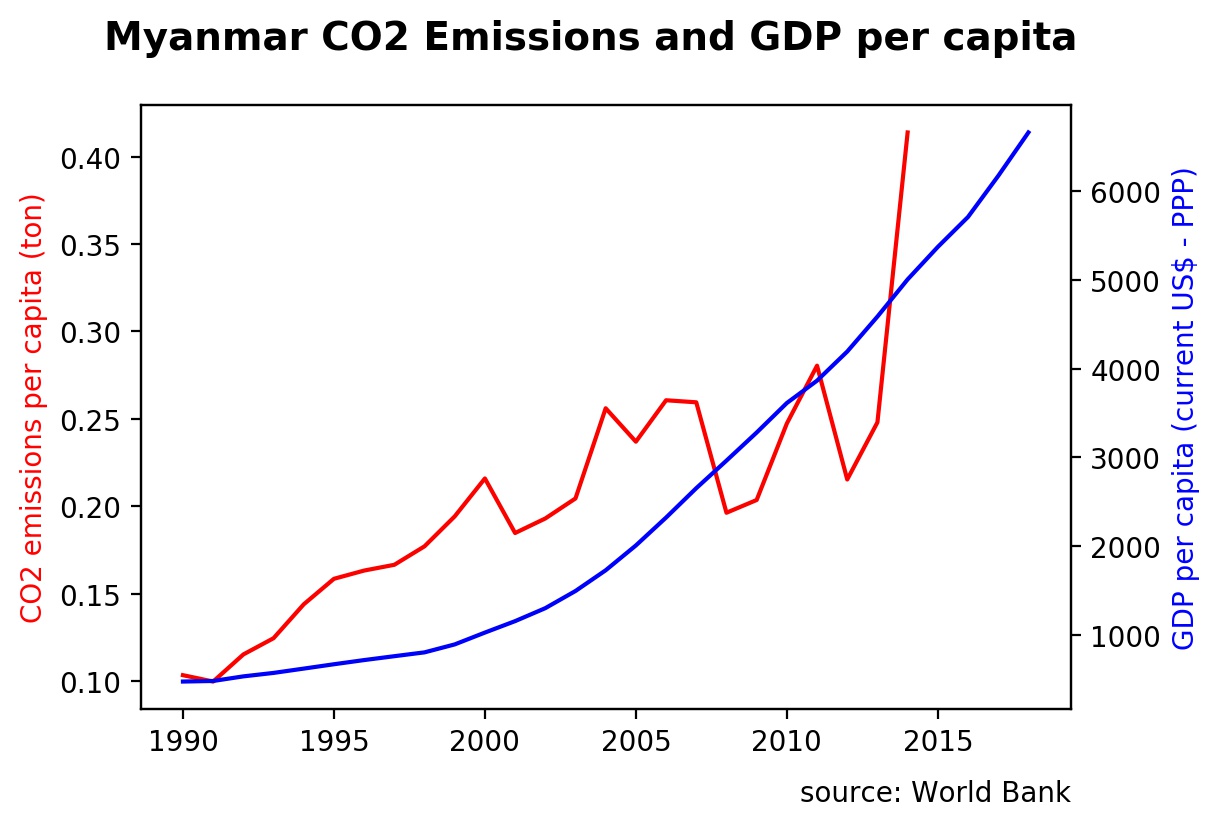 Myanmar CO2 Emissions and GDP per capita
CO2 emissions per capita (ton)
0.40
0.35
0.30
0.25
0.20
0.15
0.10
6000
5000
4000
3000
2000
1000
GDP per capita (current US$ - PPP)
1990 1995 2000 2005 2010 2015
source: World Bank